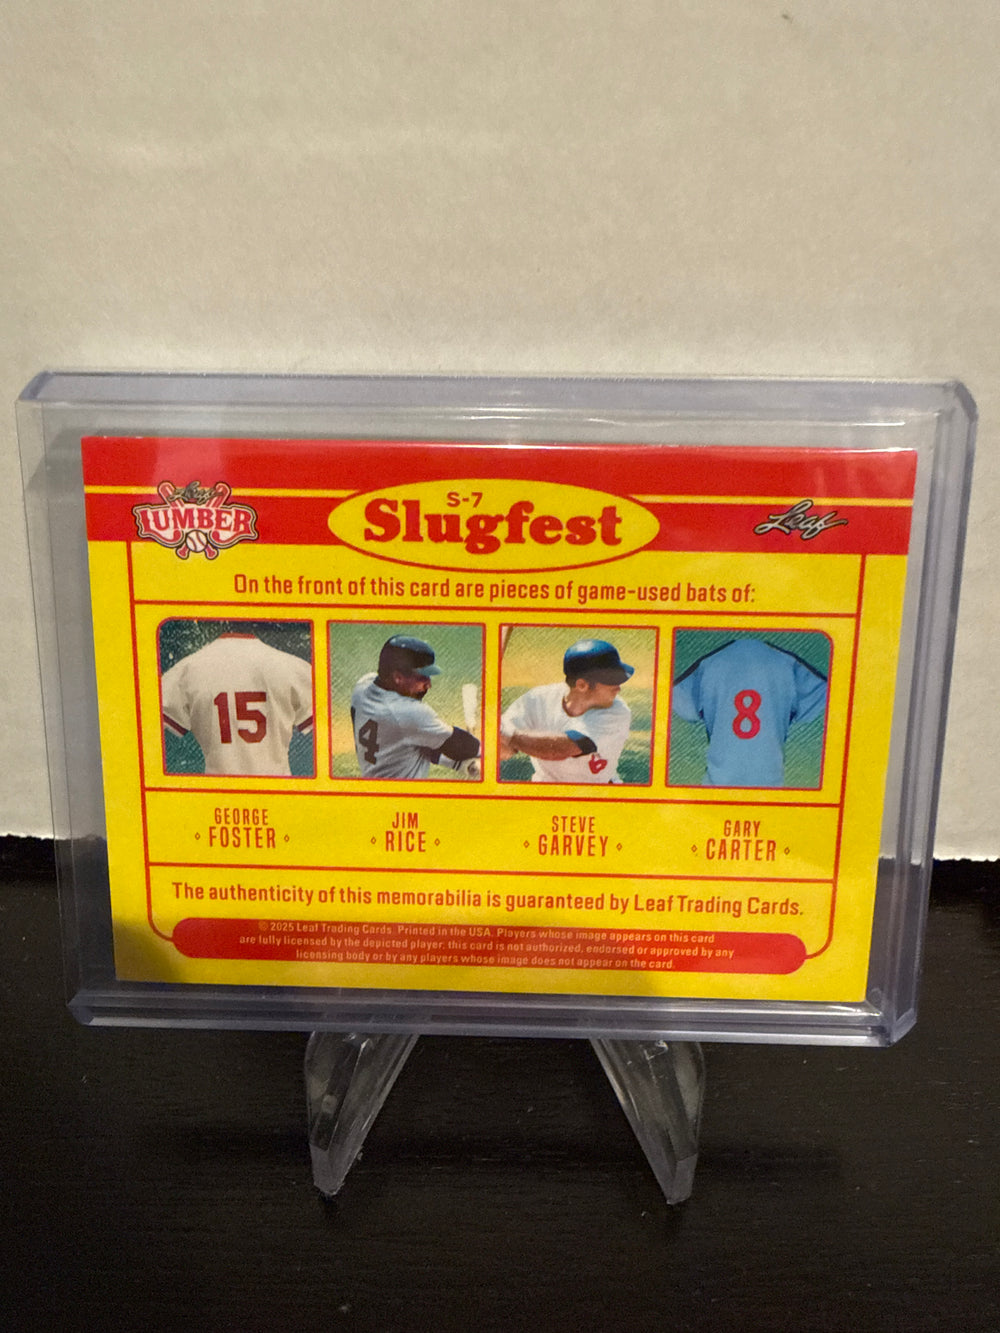 Leaf
LUMBER
S-7
Slugfest
Leaf
On the front of this card are pieces of game-used bats of:
15
4
6
8
GEORGE
FOSTER
JIM
RICE
STEVE
GARVEY
GARY
CARTER
The authenticity of this memorabilia is guaranteed by Leaf Trading Cards.
© 2025 Leaf Trading Cards. Printed in the USA. Players whose image appears on this card
are fully licensed by the depicted player. this card is not authorized, endorsed or approved by any
licensing body or by any players whose image does not appear on the card.